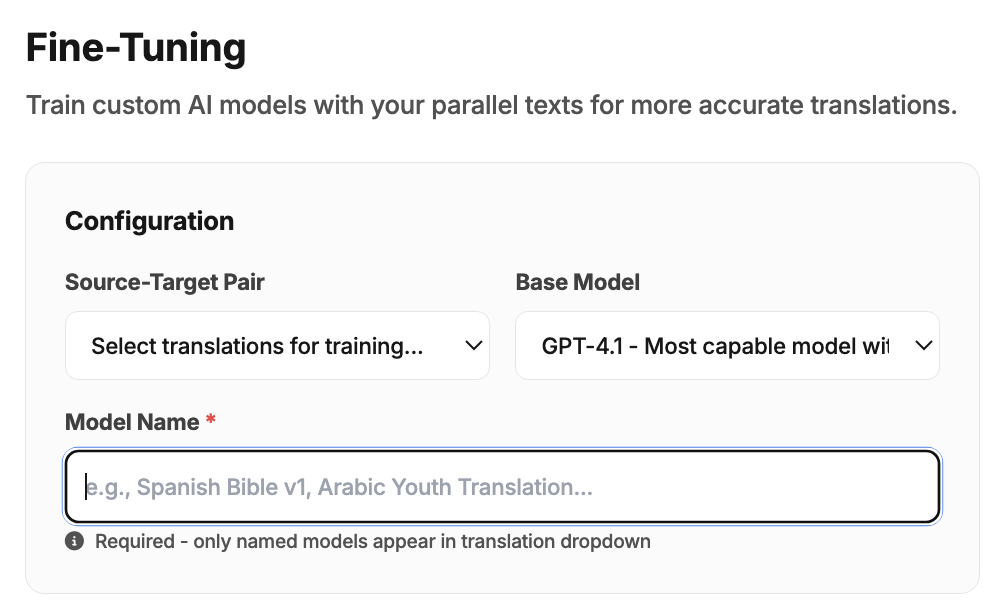 Fine-Tuning
Train custom AI models with your parallel texts for more accurate translations.
Configuration
Source-Target Pair
Base Model
Select translations for training...
GPT-4.1 - Most capable model wit
Model Name *
e.g., Spanish Bible v1, Arabic Youth Translation...
Required - only named models appear in translation dropdown